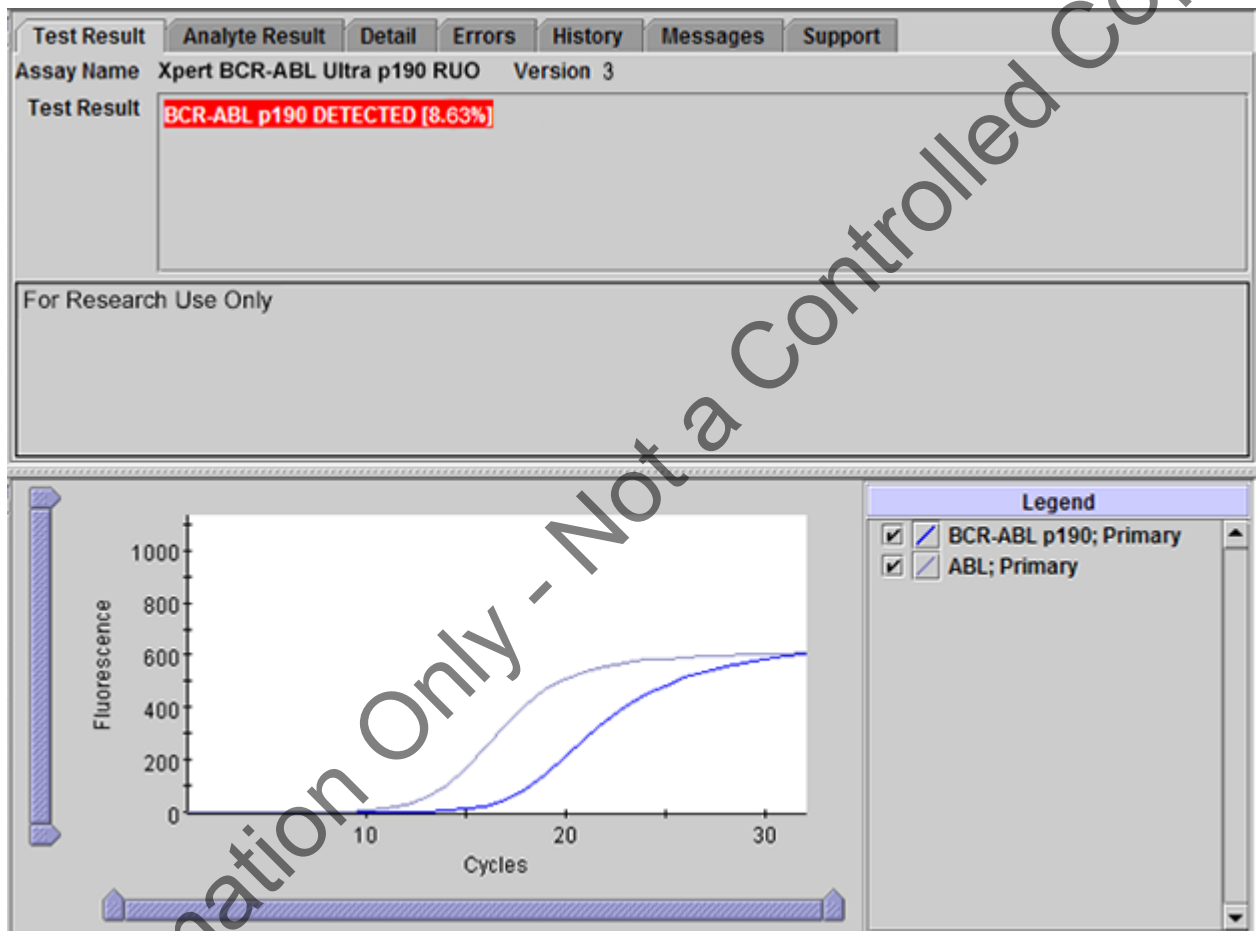 Test Result Analyte Result Detail Errors History Messages Support
Assay Name Xpert BCR-ABL Ultra p190 RUO Version 3
Test Result BCR-ABL p190 DETECTED [8.63%]
For Research Use Only
Legend
BCR-ABL p190; Primary
ABL; Primary
Fluorescence
1000
800
600
400
200
0
10 20 30
Cycles
mation Only - Not a Controlled Co